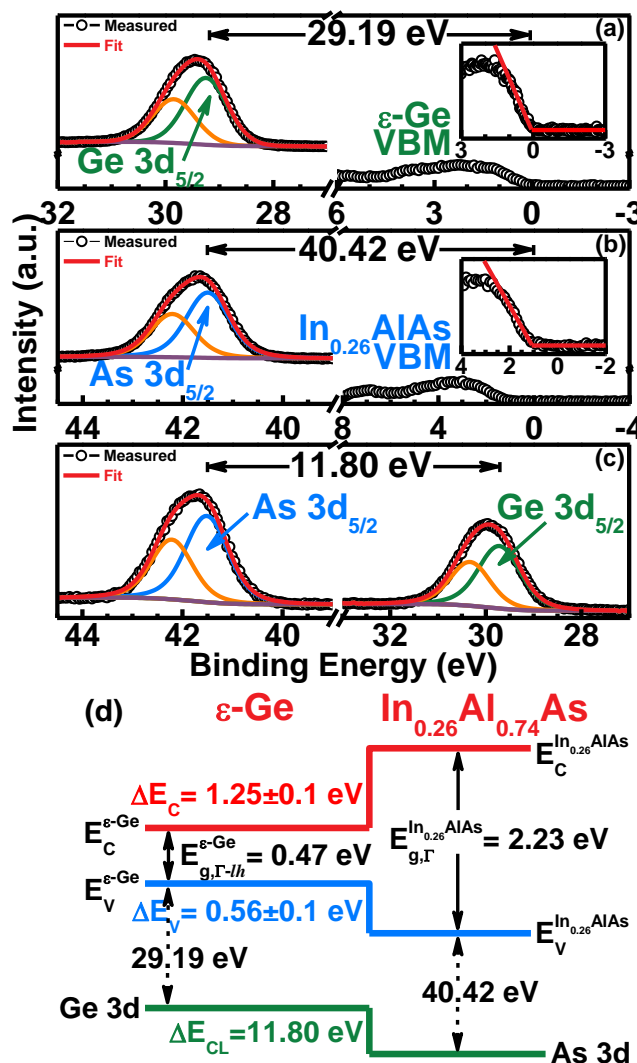 Measured
Fit
29.19 eV
(a)
ε-Ge
VBM
Ge 3d5/2
3 0 -3
32 30 28 6 4 2 0 -3
Measured
Fit
40.42 eV
(b)
In0.26AlAs
VBM
As 3d5/2
4 2 0 -2
44 42 40 8 4 0 -4
Measured
Fit
11.80 eV
(c)
As 3d5/2
Ge 3d5/2
44 42 40 32 30 28
Intensity (a.u.)
Binding Energy (eV)
(d)
ε-Ge
In0.26Al0.74As
EC^In0.26AlAs
ΔEC= 1.25±0.1 eV
EC^ε-Ge
Eg,Γ-lh^ε-Ge = 0.47 eV
Eg,Γ^In0.26AlAs = 2.23 eV
EV^ε-Ge
ΔEV= 0.56±0.1 eV
EV^In0.26AlAs
29.19 eV
40.42 eV
Ge 3d
ΔECL=11.80 eV
As 3d